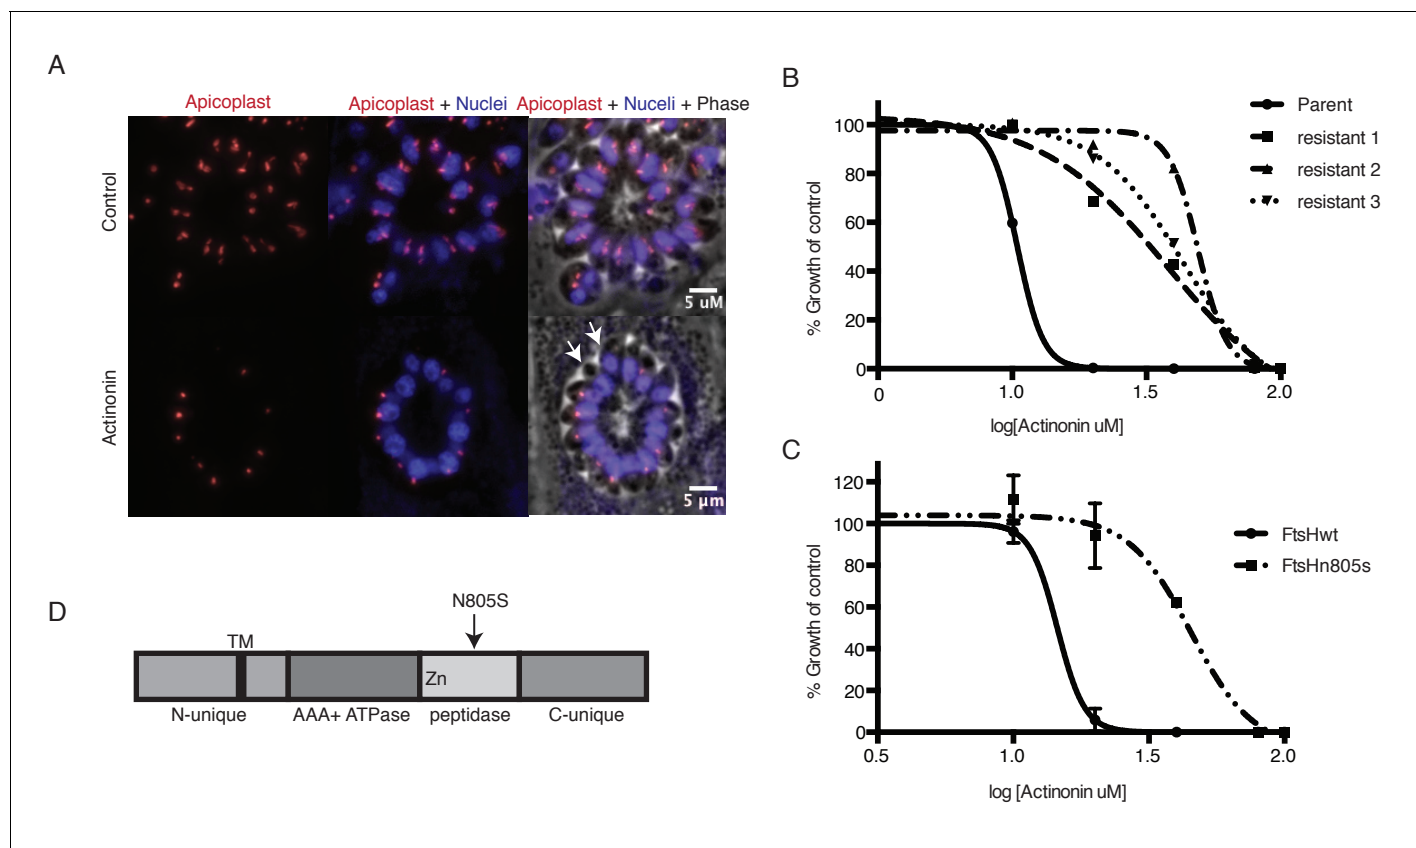 A
Apicoplast
Apicoplast + Nuclei
Apicoplast + Nuceli + Phase
Control
5 uM
Actinonin
5 µm
B
Parent
resistant 1
resistant 2
resistant 3
% Growth of control
100
80
60
40
20
0
0
1.0
1.5
2.0
log[Actinonin uM]
C
FtsHwt
FtsHn805s
% Growth of control
120
100
80
60
40
20
0
0.5
1.0
1.5
2.0
log [Actinonin uM]
D
N805S
TM
Zn
N-unique
AAA+ ATPase
peptidase
C-unique